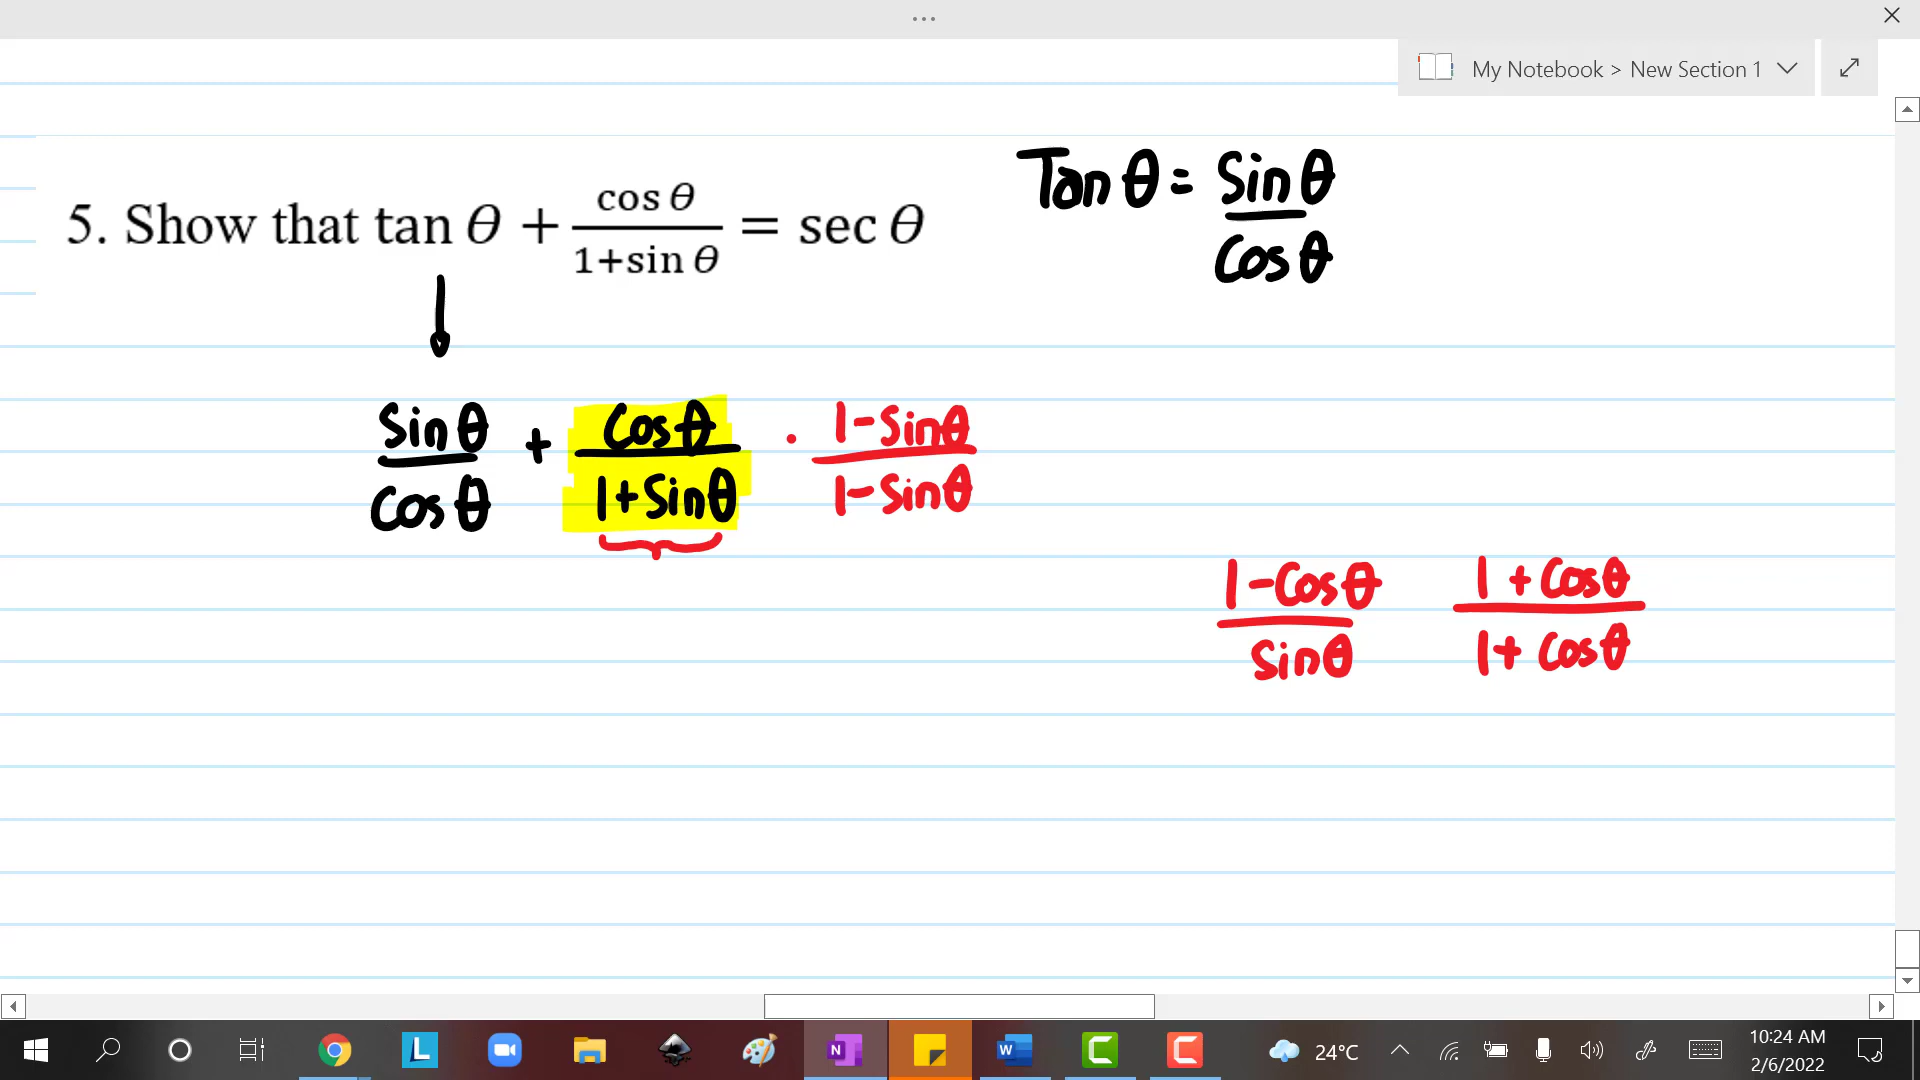 ...
My Notebook > New Section 1
5. Show that tan θ + cos θ / 1+sin θ = sec θ
Tan θ = Sin θ / Cos θ
Sin θ / Cos θ + Cos θ / 1+Sin θ · 1-Sin θ / 1-Sin θ
1-Cos θ / Sin θ 1+Cos θ / 1+Cos θ
L
N
W
24°C
10:24 AM
2/6/2022